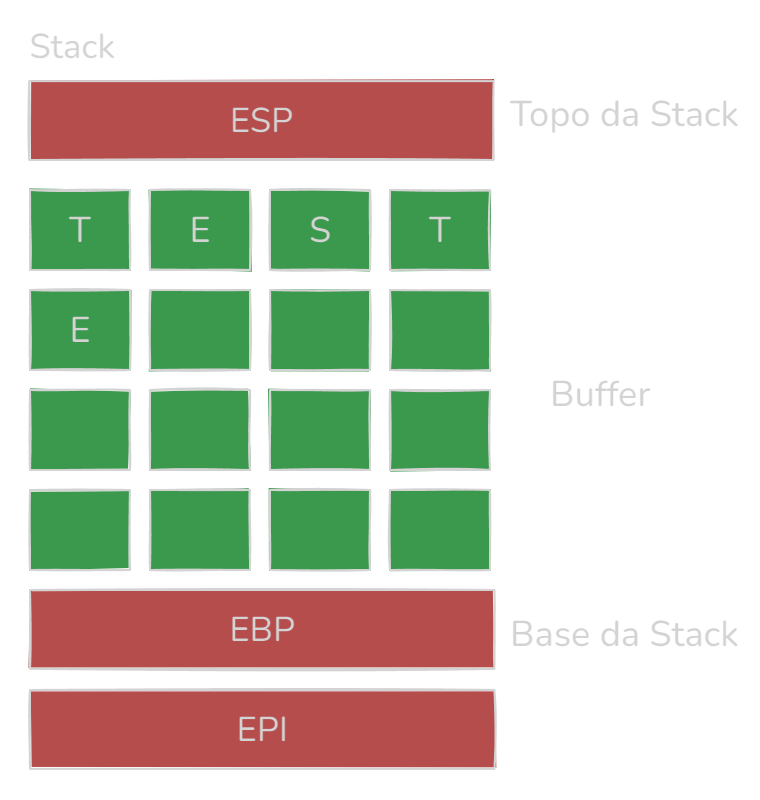 Stack
ESP
Topo da Stack
T E S T
E
Buffer
EBP
Base da Stack
EPI